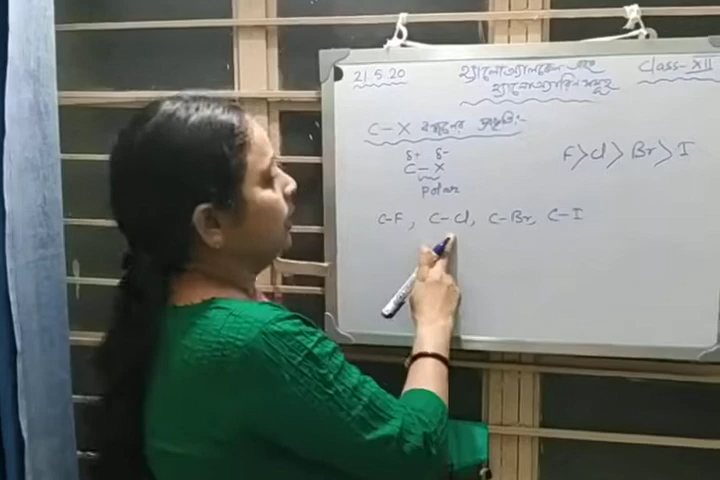 21.5.20
Class-XII
হ্যালোঅ্যালকেন এবং
হ্যালোঅ্যারিন সমূহ
C-X বন্ধনের প্রকৃতি:-
δ+ δ-
C-X
polar
F>Cl>Br>I
C-F, C-Cl, C-Br, C-I